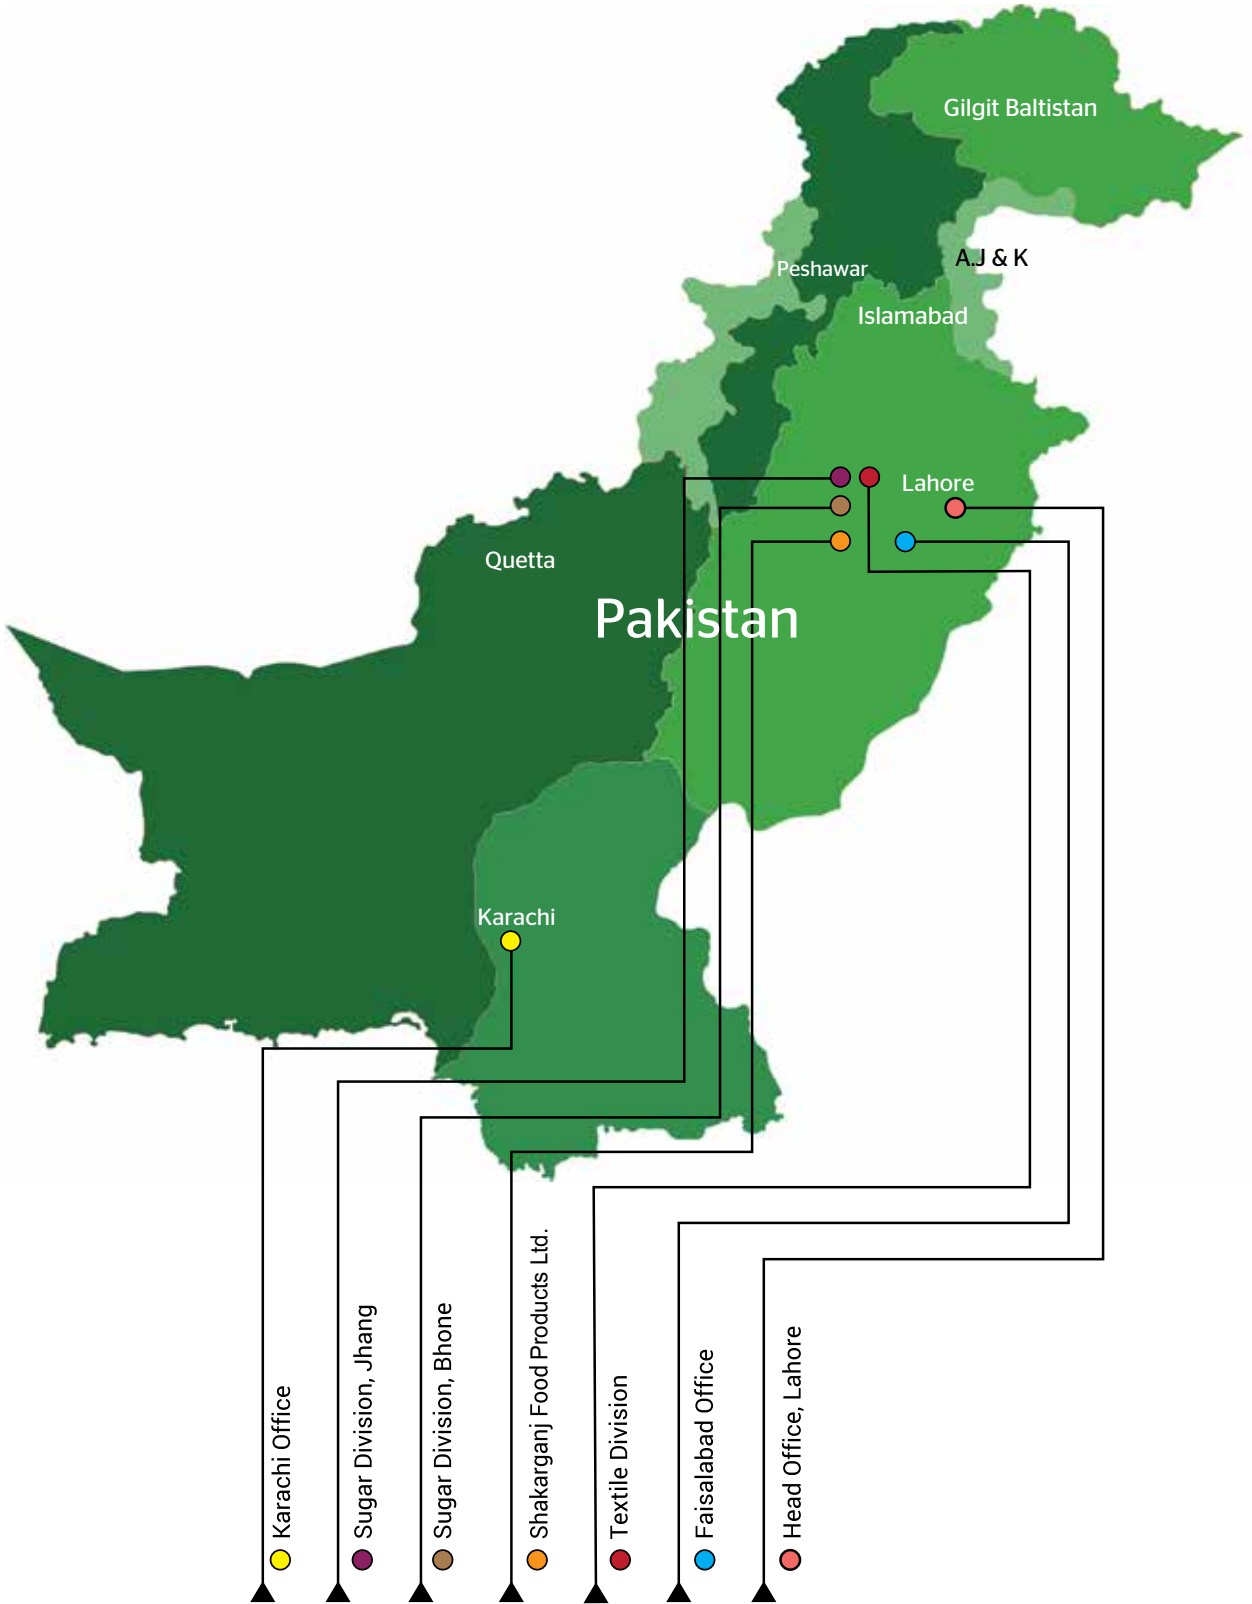 Gilgit Baltistan
A.J & K
Peshawar
Islamabad
Lahore
Quetta
Pakistan
Karachi
Karachi Office
Sugar Division, Jhang
Sugar Division, Bhone
Shakarganj Food Products Ltd.
Textile Division
Faisalabad Office
Head Office, Lahore